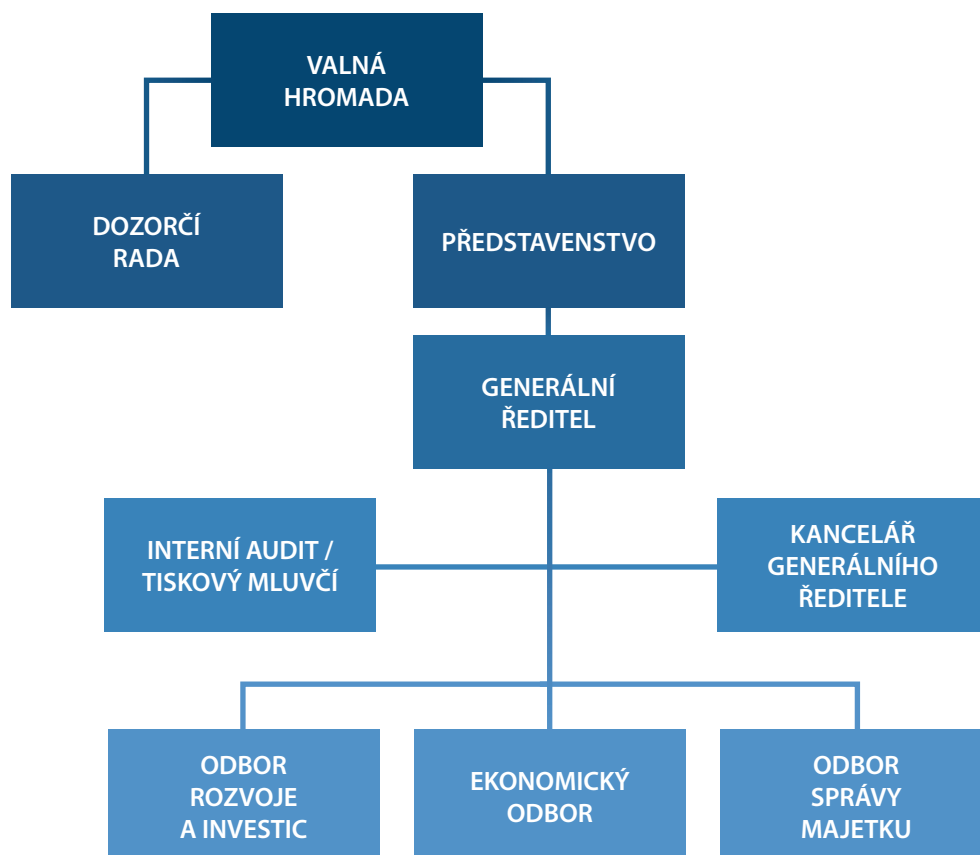 VALNÁ
HROMADA
DOZORČÍ
RADA
PŘEDSTAVENSTVO
GENERÁLNÍ
ŘEDITEL
INTERNÍ AUDIT /
TISKOVÝ MLUVČÍ
KANCELÁŘ
GENERÁLNÍHO
ŘEDITELE
ODBOR
ROZVOJE
A INVESTIC
EKONOMICKÝ
ODBOR
ODBOR
SPRÁVY
MAJETKU